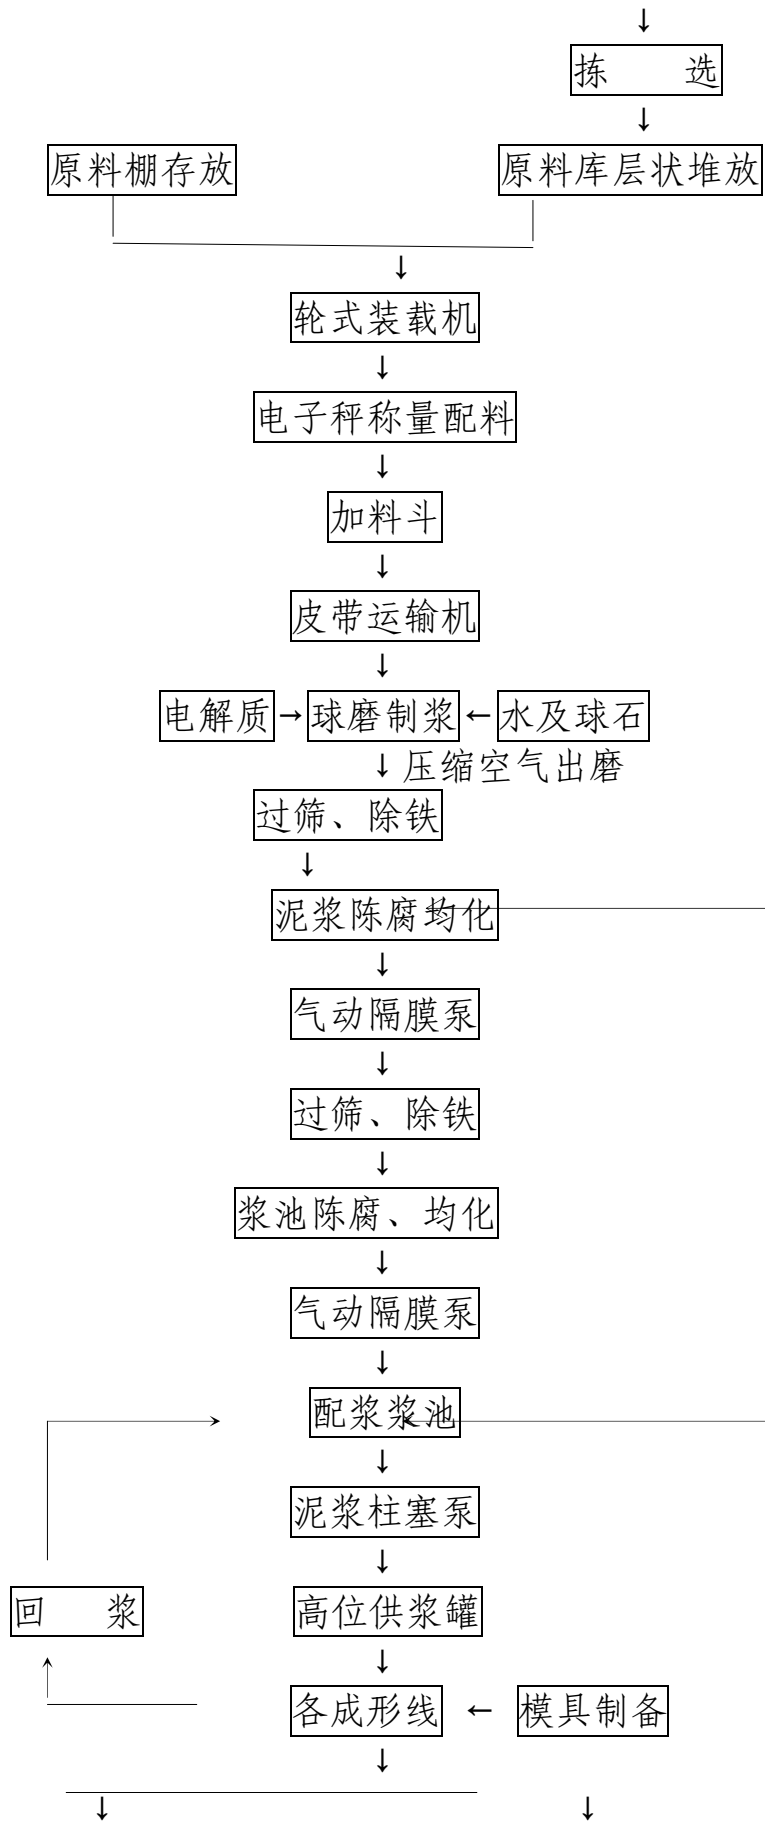 ↓
拣 选
↓
原料棚存放 原料库层状堆放
↓
轮式装载机
↓
电子秤称量配料
↓
加料斗
↓
皮带运输机
↓
电解质→球磨制浆←水及球石
↓压缩空气出磨
过筛、除铁
↓
泥浆陈腐均化
↓
气动隔膜泵
↓
过筛、除铁
↓
浆池陈腐、均化
↓
气动隔膜泵
↓
配浆浆池
↓
泥浆柱塞泵
↓
回 浆 高位供浆罐
↓
各成形线 ← 模具制备
↓
↓ ↓